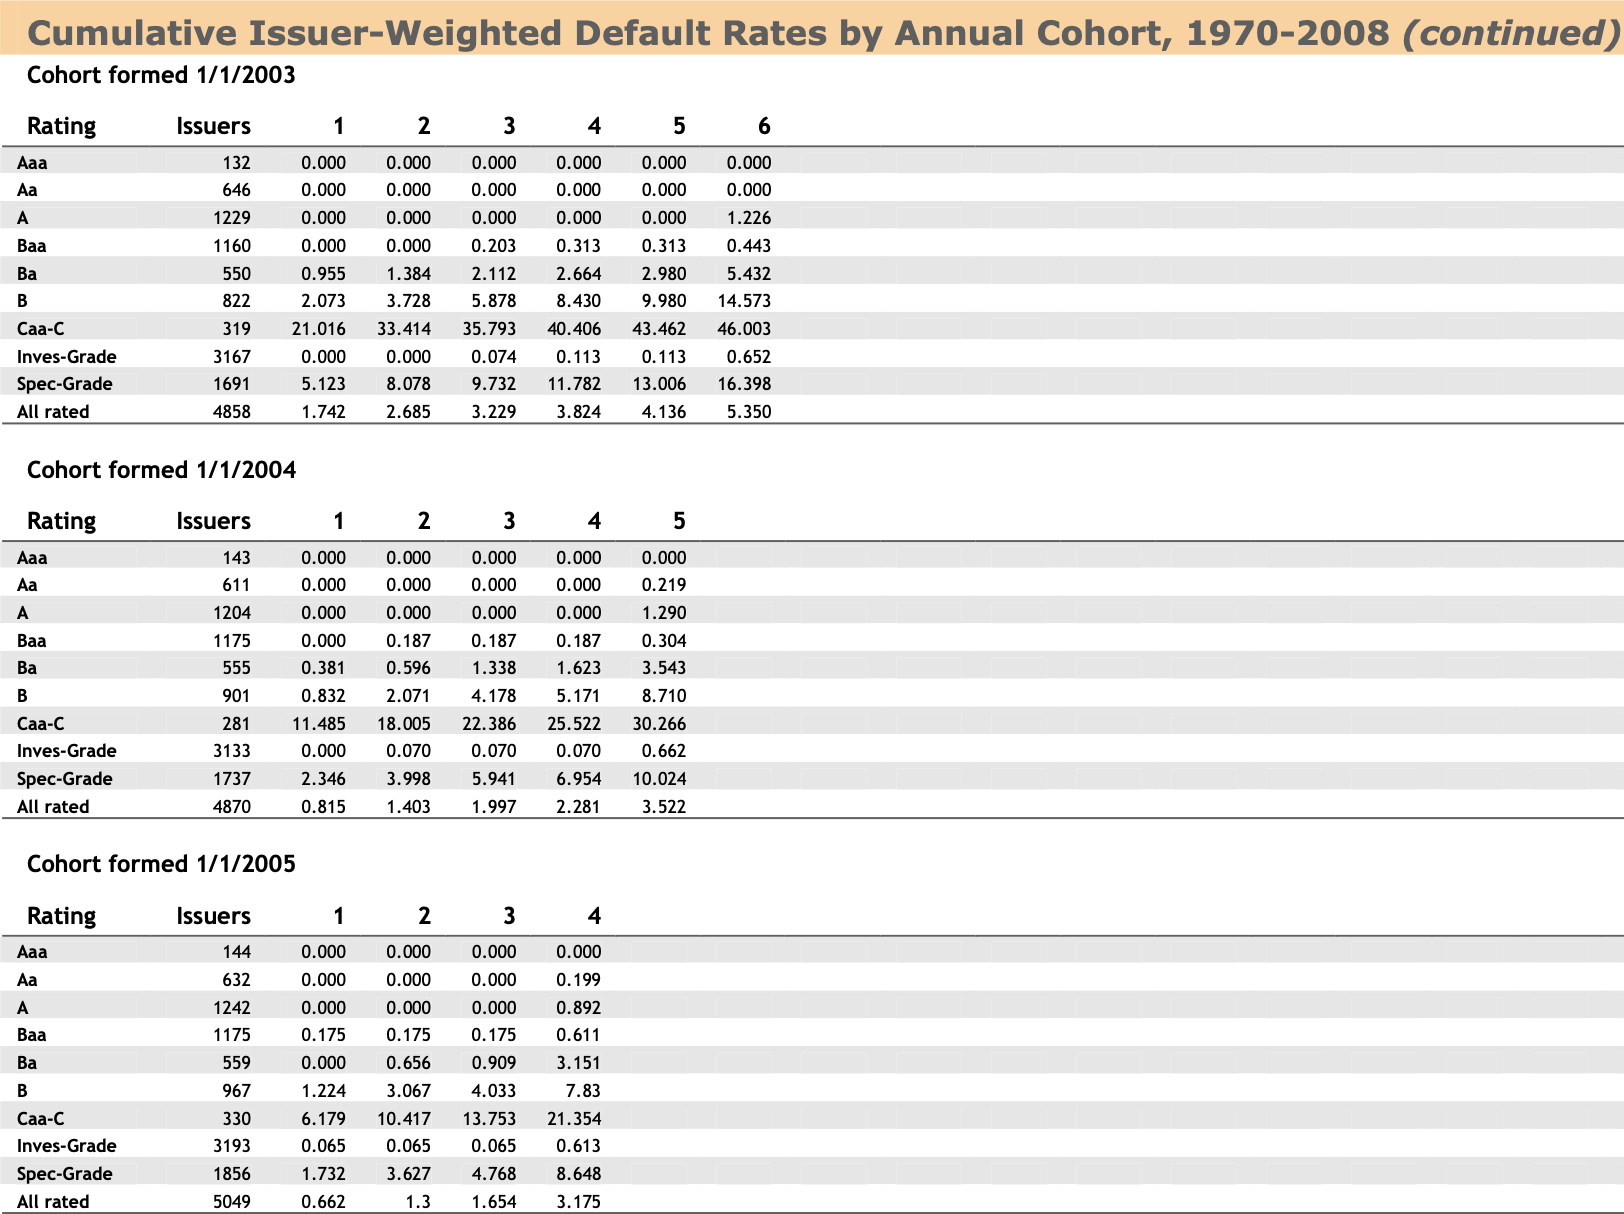 Cumulative Issuer-Weighted Default Rates by Annual Cohort, 1970-2008 (continued)
Cohort formed 1/1/2003
Rating Issuers 1 2 3 4 5 6
Aaa 132 0.000 0.000 0.000 0.000 0.000 0.000
Aa 646 0.000 0.000 0.000 0.000 0.000 0.000
A 1229 0.000 0.000 0.000 0.000 0.000 1.226
Baa 1160 0.000 0.000 0.203 0.313 0.313 0.443
Ba 550 0.955 1.384 2.112 2.664 2.980 5.432
B 822 2.073 3.728 5.878 8.430 9.980 14.573
Caa-C 319 21.016 33.414 35.793 40.406 43.462 46.003
Inves-Grade 3167 0.000 0.000 0.074 0.113 0.113 0.652
Spec-Grade 1691 5.123 8.078 9.732 11.782 13.006 16.398
All rated 4858 1.742 2.685 3.229 3.824 4.136 5.350
Cohort formed 1/1/2004
Rating Issuers 1 2 3 4 5
Aaa 143 0.000 0.000 0.000 0.000 0.000
Aa 611 0.000 0.000 0.000 0.000 0.219
A 1204 0.000 0.000 0.000 0.000 1.290
Baa 1175 0.000 0.187 0.187 0.187 0.304
Ba 555 0.381 0.596 1.338 1.623 3.543
B 901 0.832 2.071 4.178 5.171 8.710
Caa-C 281 11.485 18.005 22.386 25.522 30.266
Inves-Grade 3133 0.000 0.070 0.070 0.070 0.662
Spec-Grade 1737 2.346 3.998 5.941 6.954 10.024
All rated 4870 0.815 1.403 1.997 2.281 3.522
Cohort formed 1/1/2005
Rating Issuers 1 2 3 4
Aaa 144 0.000 0.000 0.000 0.000
Aa 632 0.000 0.000 0.000 0.199
A 1242 0.000 0.000 0.000 0.892
Baa 1175 0.175 0.175 0.175 0.611
Ba 559 0.000 0.656 0.909 3.151
B 967 1.224 3.067 4.033 7.83
Caa-C 330 6.179 10.417 13.753 21.354
Inves-Grade 3193 0.065 0.065 0.065 0.613
Spec-Grade 1856 1.732 3.627 4.768 8.648
All rated 5049 0.662 1.3 1.654 3.175